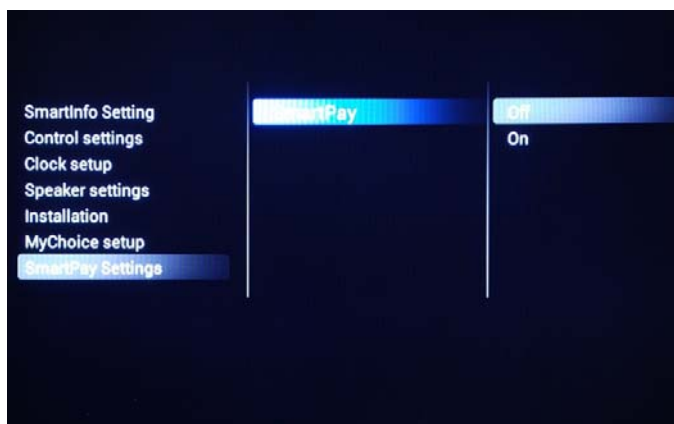 SmartInfo Setting
Control settings
Clock setup
Speaker settings
Installation
MyChoice setup
SmartPay Settings
SmartPay
Off
On